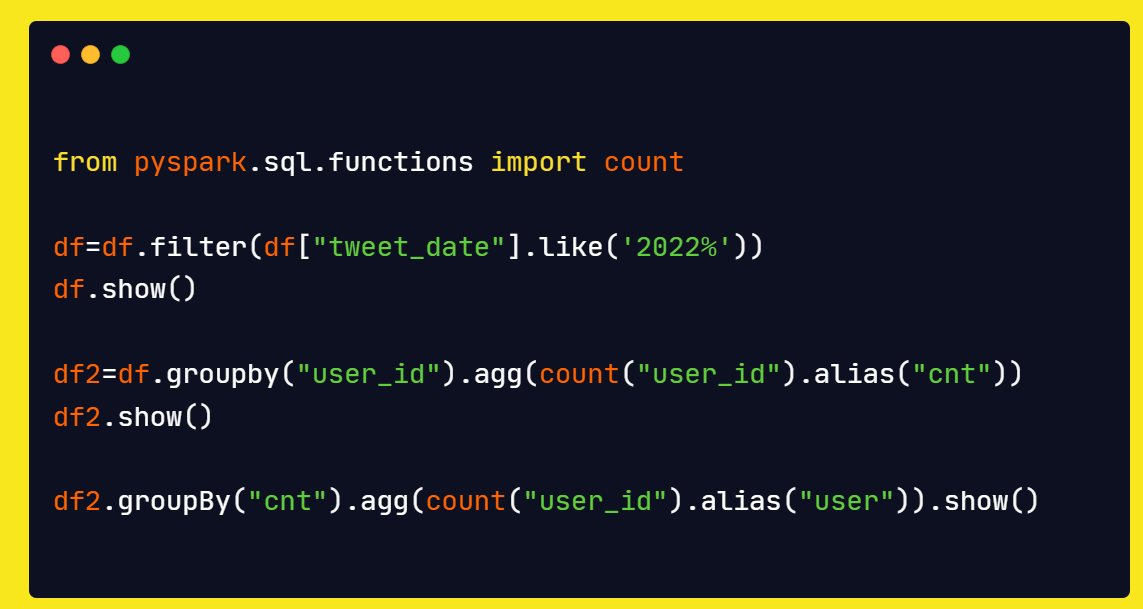 from pyspark.sql.functions import count
df=df.filter(df["tweet_date"].like('2022%'))
df.show()
df2=df.groupby("user_id").agg(count("user_id").alias("cnt"))
df2.show()
df2.groupBy("cnt").agg(count("user_id").alias("user")).show()